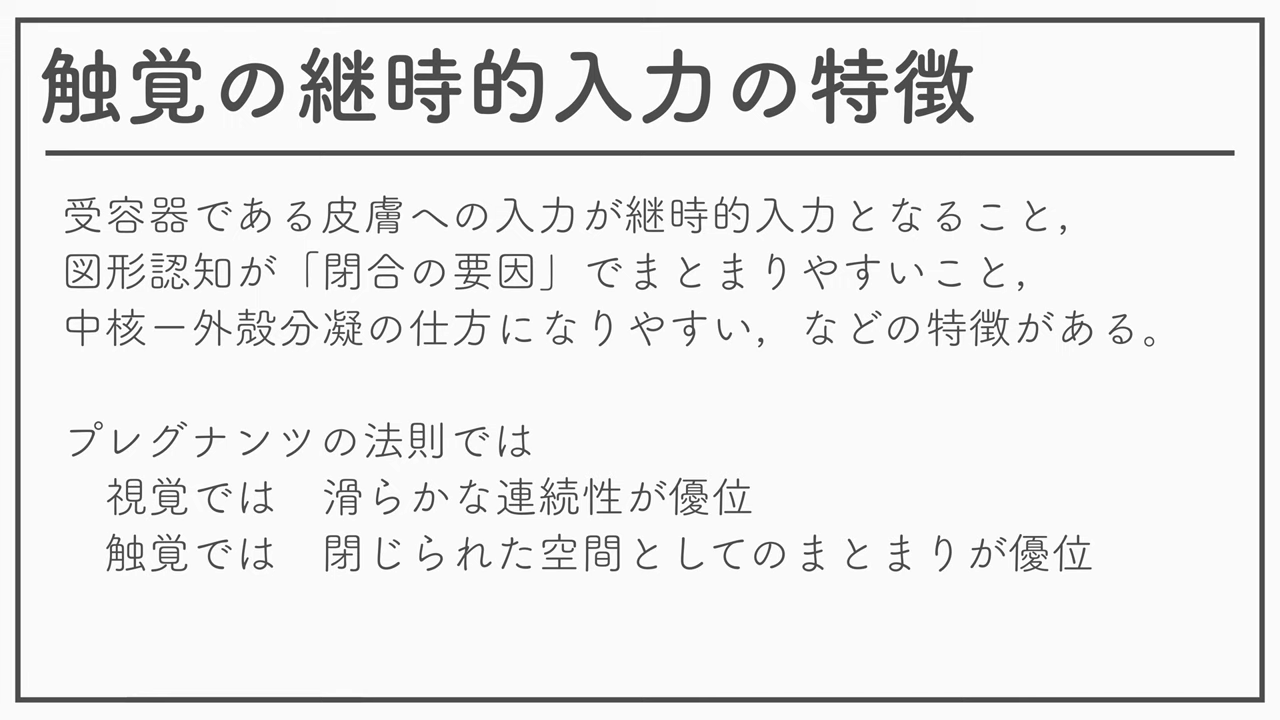 触覚の継時的入力の特徴
受容器である皮膚への入力が継時的入力となること，
図形認知が「閉合の要因」でまとまりやすいこと，
中核－外殻分凝の仕方になりやすい，などの特徴がある。
プレグナンツの法則では
視覚では　滑らかな連続性が優位
触覚では　閉じられた空間としてのまとまりが優位